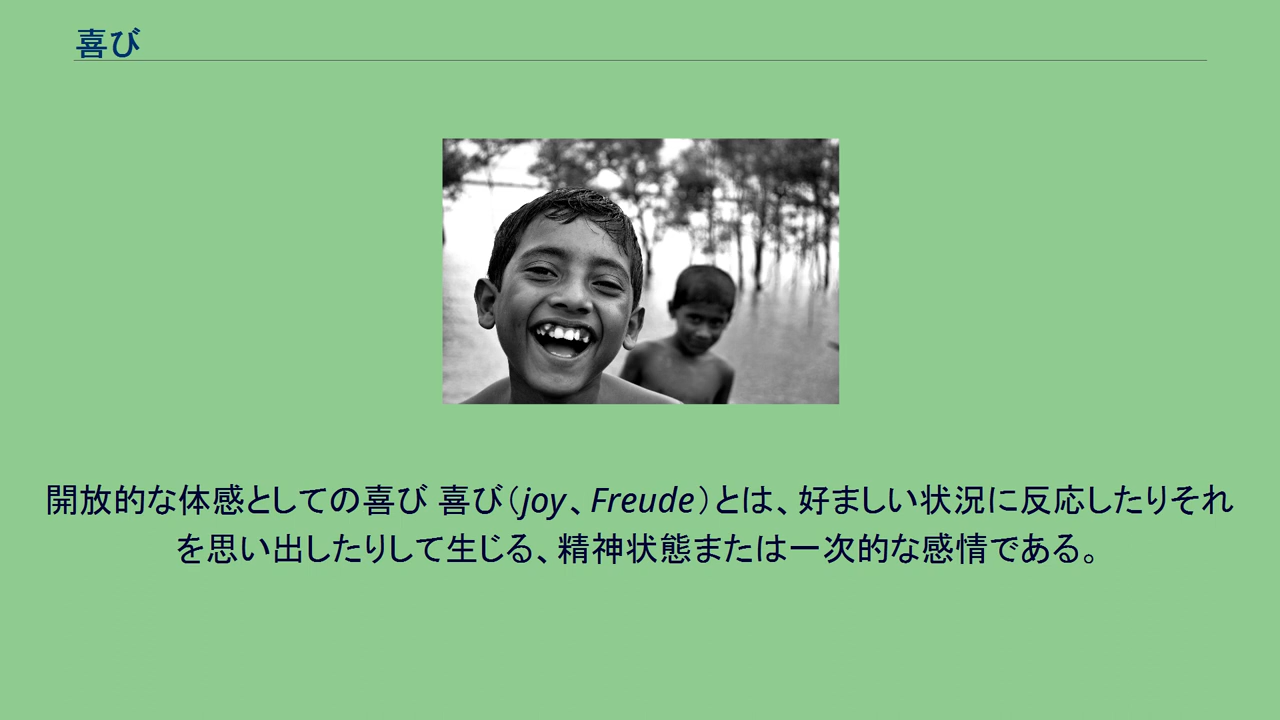 喜び
開放的な体感としての喜び 喜び（joy、Freude）とは、好ましい状況に反応したりそれ
を思い出したりして生じる、精神状態または一次的な感情である。